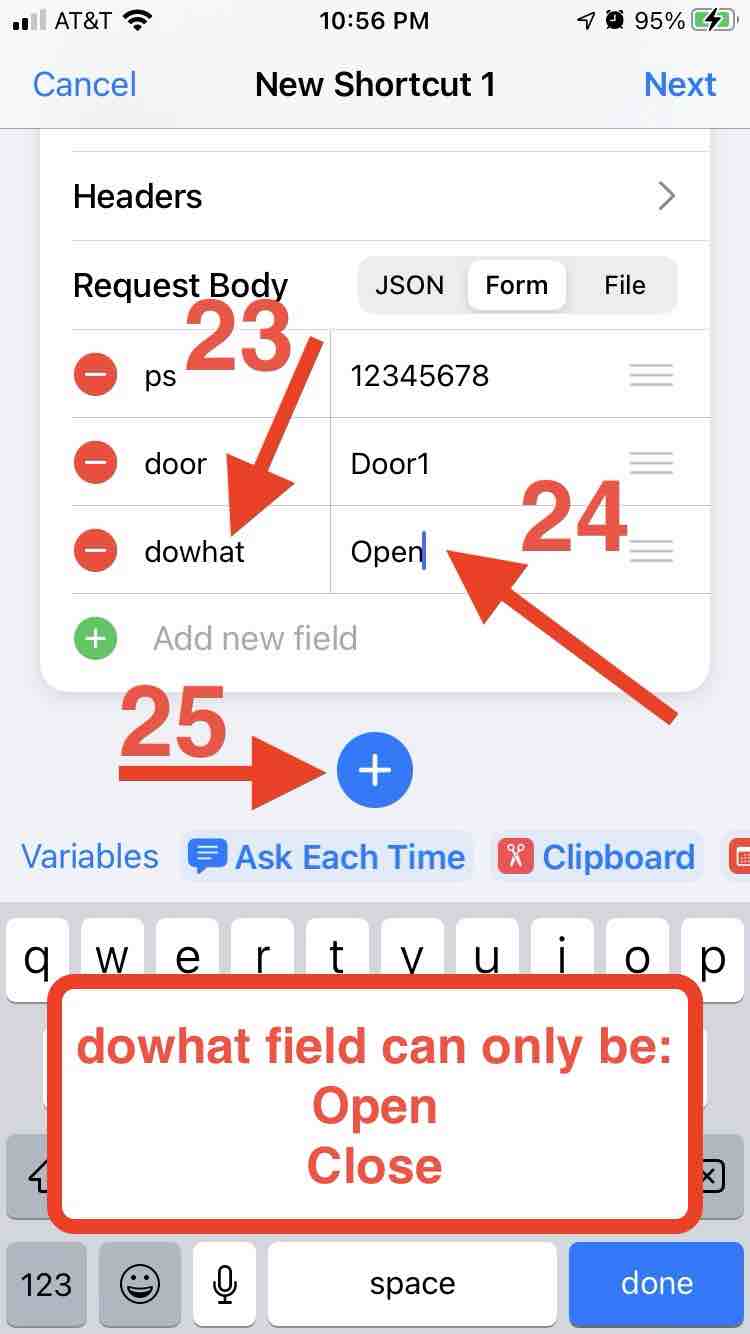 AT&T 10:56 PM 95%
Cancel New Shortcut 1 Next
Headers
Request Body JSON Form File
23
ps 12345678
door Door1
24
dowhat Open
Add new field
25
Variables Ask Each Time Clipboard
q w e r t y u i o p
dowhat field can only be:
Open
Close
123 space done